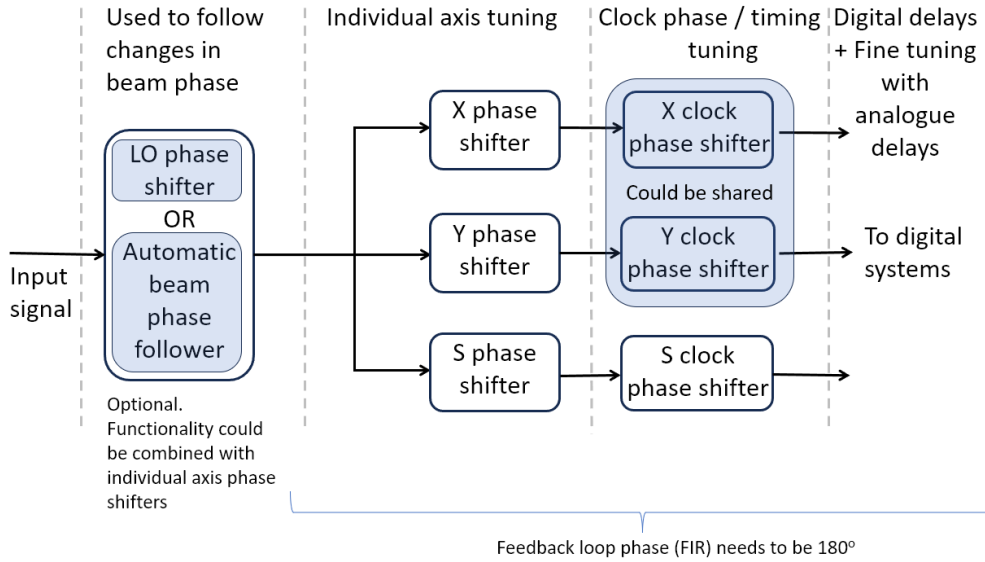 Used to follow
changes in
beam phase
Individual axis tuning
Clock phase / timing
tuning
Digital delays
+ Fine tuning
with
analogue
delays
Input
signal
LO phase
shifter
OR
Automatic
beam
phase
follower
Optional.
Functionality could
be combined with
individual axis phase
shifters
X phase
shifter
Y phase
shifter
S phase
shifter
X clock
phase shifter
Could be shared
Y clock
phase shifter
S clock
phase shifter
To digital
systems
Feedback loop phase (FIR) needs to be 180º